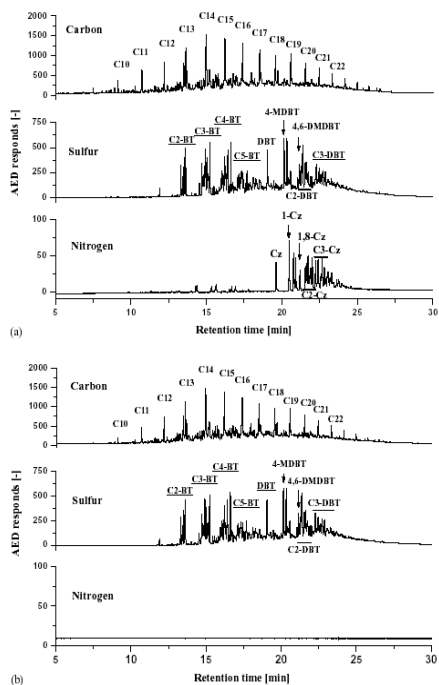 2000
1500
1000
500
0
Carbon
C10
C11
C12
C13
C14
C15
C16
C17
C18
C19
C20
C21
C22
750
500
250
0
Sulfur
C2-BT
C3-BT
C4-BT
C5-BT
DBT
4-MDBT
4,6-DMDBT
C3-DBT
C2-DBT
100
50
0
Nitrogen
Cz
1-Cz
1,8-Cz
C3-Cz
C2-Cz
AED responds [-]
5 10 15 20 25 30
Retention time [min]
(a)
2000
1500
1000
500
0
Carbon
C10
C11
C12
C13
C14
C15
C16
C17
C18
C19
C20
C21
C22
750
500
250
0
Sulfur
C2-BT
C3-BT
C4-BT
C5-BT
DBT
4-MDBT
4,6-DMDBT
C3-DBT
C2-DBT
100
50
0
Nitrogen
AED responds [-]
5 10 15 20 25 30
Retention time [min]
(b)